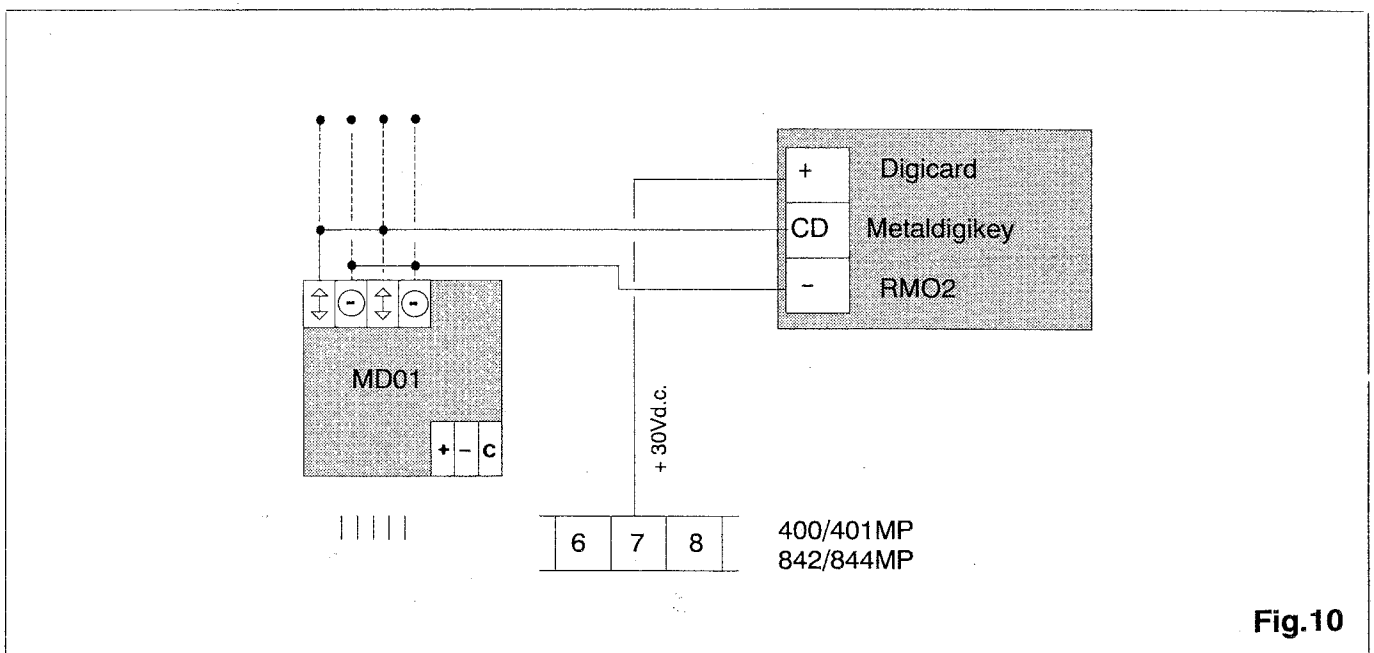 + Digicard
CD Metaldigikey
- RMO2
MD01
+ - C
+ 30Vd.c.
6 7 8
400/401MP
842/844MP
Fig.10